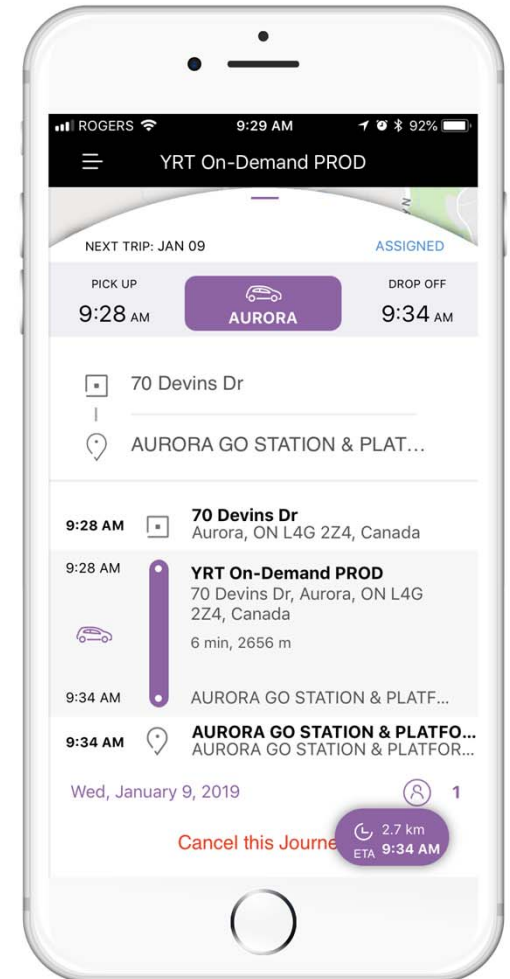 ROGERS 9:29 AM 92%
YRT On-Demand PROD
NEXT TRIP: JAN 09 ASSIGNED
PICK UP DROP OFF
9:28 AM AURORA 9:34 AM
70 Devins Dr
AURORA GO STATION & PLAT...
9:28 AM 70 Devins Dr
Aurora, ON L4G 2Z4, Canada
9:28 AM YRT On-Demand PROD
70 Devins Dr, Aurora, ON L4G
2Z4, Canada
6 min, 2656 m
9:34 AM AURORA GO STATION & PLATF...
9:34 AM AURORA GO STATION & PLATFO...
AURORA GO STATION & PLATFOR...
Wed, January 9, 2019 1
Cancel this Journe
2.7 km
ETA 9:34 AM